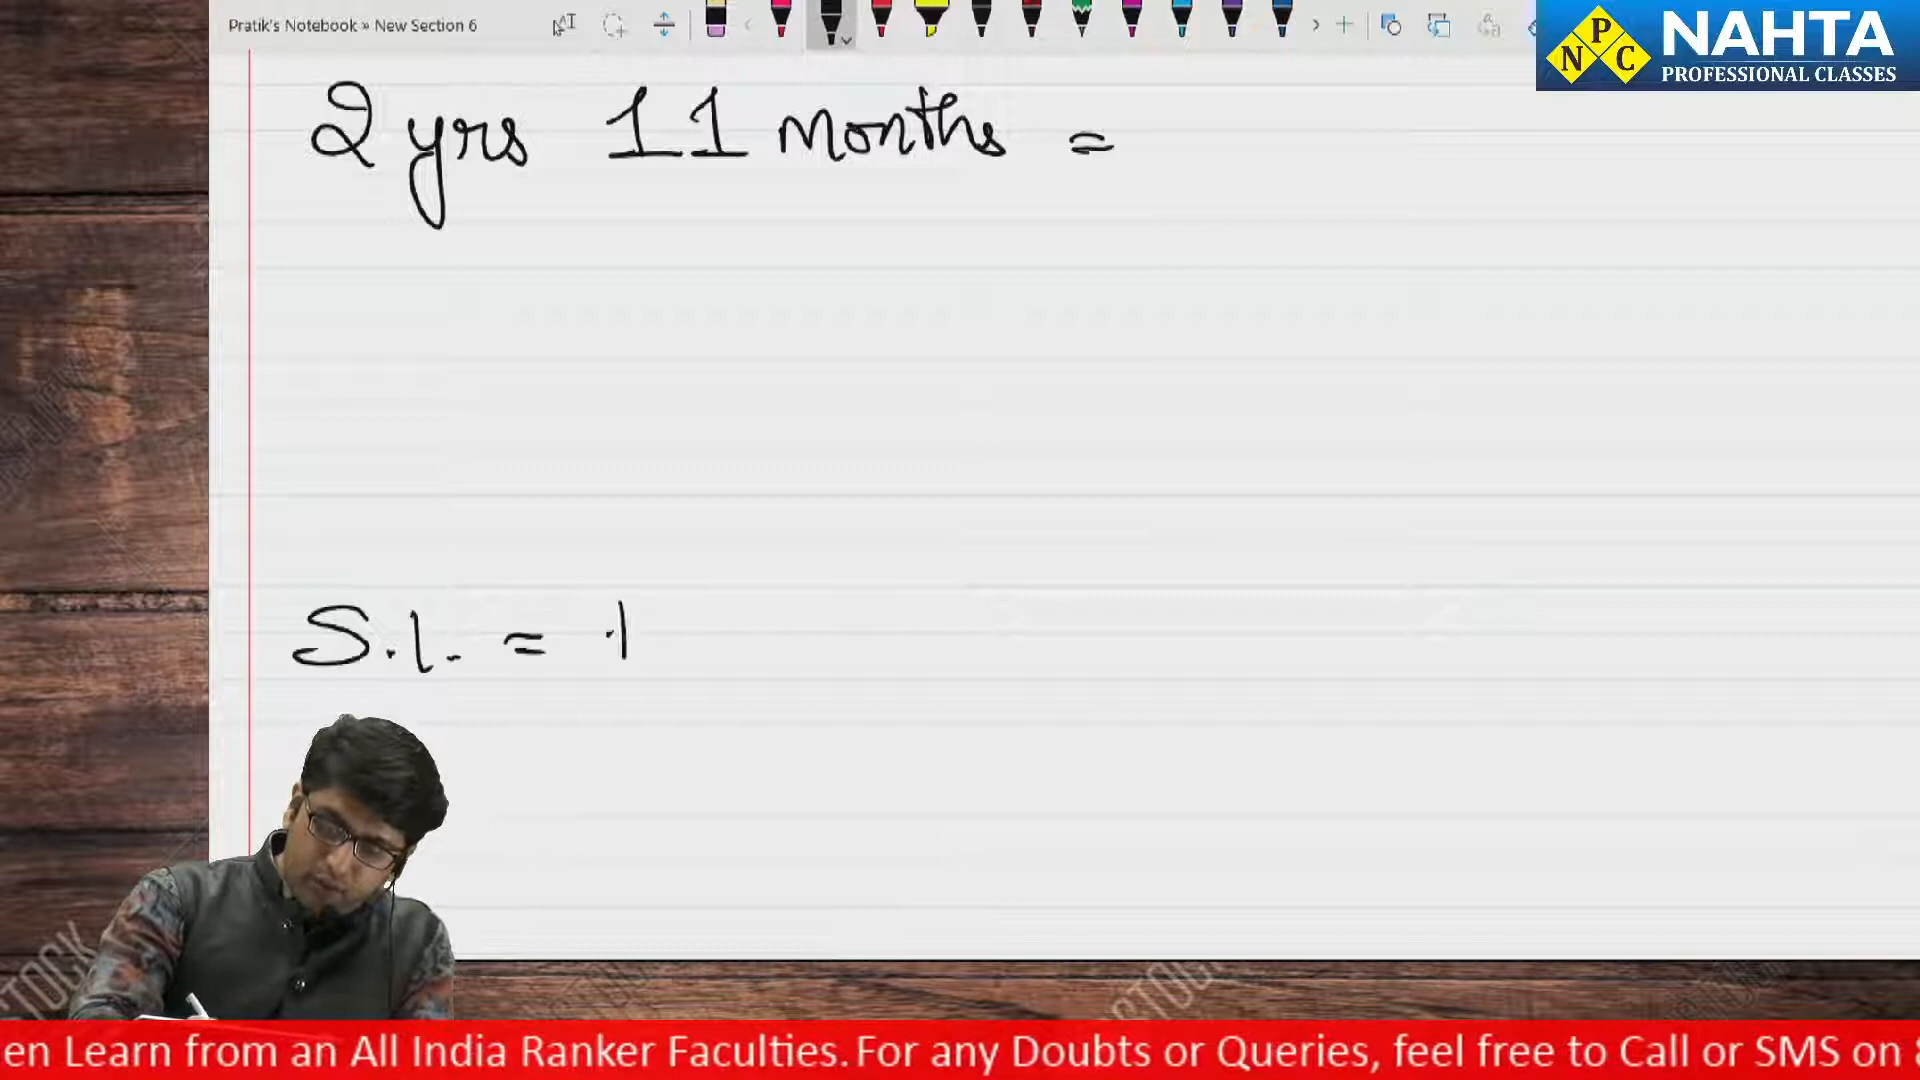 Pratik's Notebook » New Section 6
NPC
NAHTA
PROFESSIONAL CLASSES
2 yrs 11 months =
S.I. =
en Learn from an All India Ranker Faculties. For any Doubts or Queries, feel free to Call or SMS on